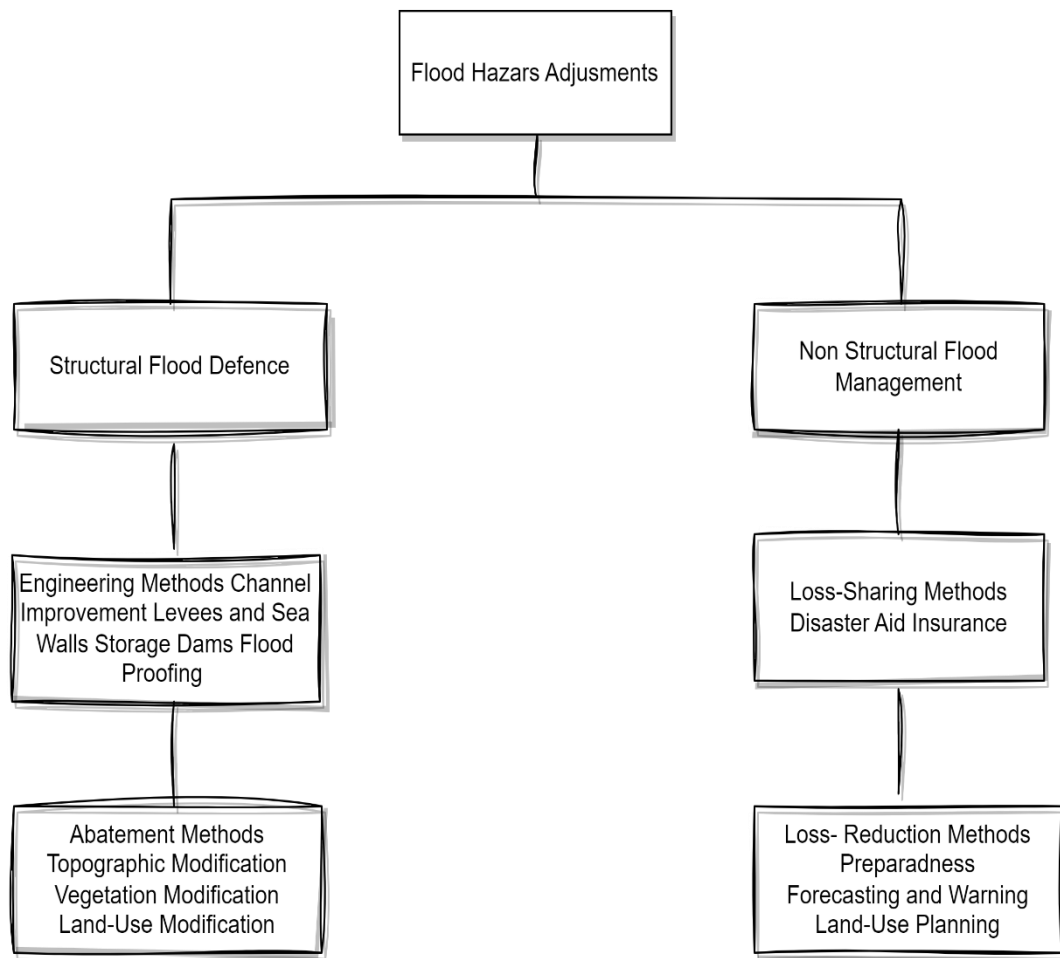 Flood Hazars Adjusments
Structural Flood Defence
Non Structural Flood
Management
Engineering Methods Channel
Improvement Levees and Sea
Walls Storage Dams Flood
Proofing
Loss-Sharing Methods
Disaster Aid Insurance
Abatement Methods
Topographic Modification
Vegetation Modification
Land-Use Modification
Loss- Reduction Methods
Preparadness
Forecasting and Warning
Land-Use Planning